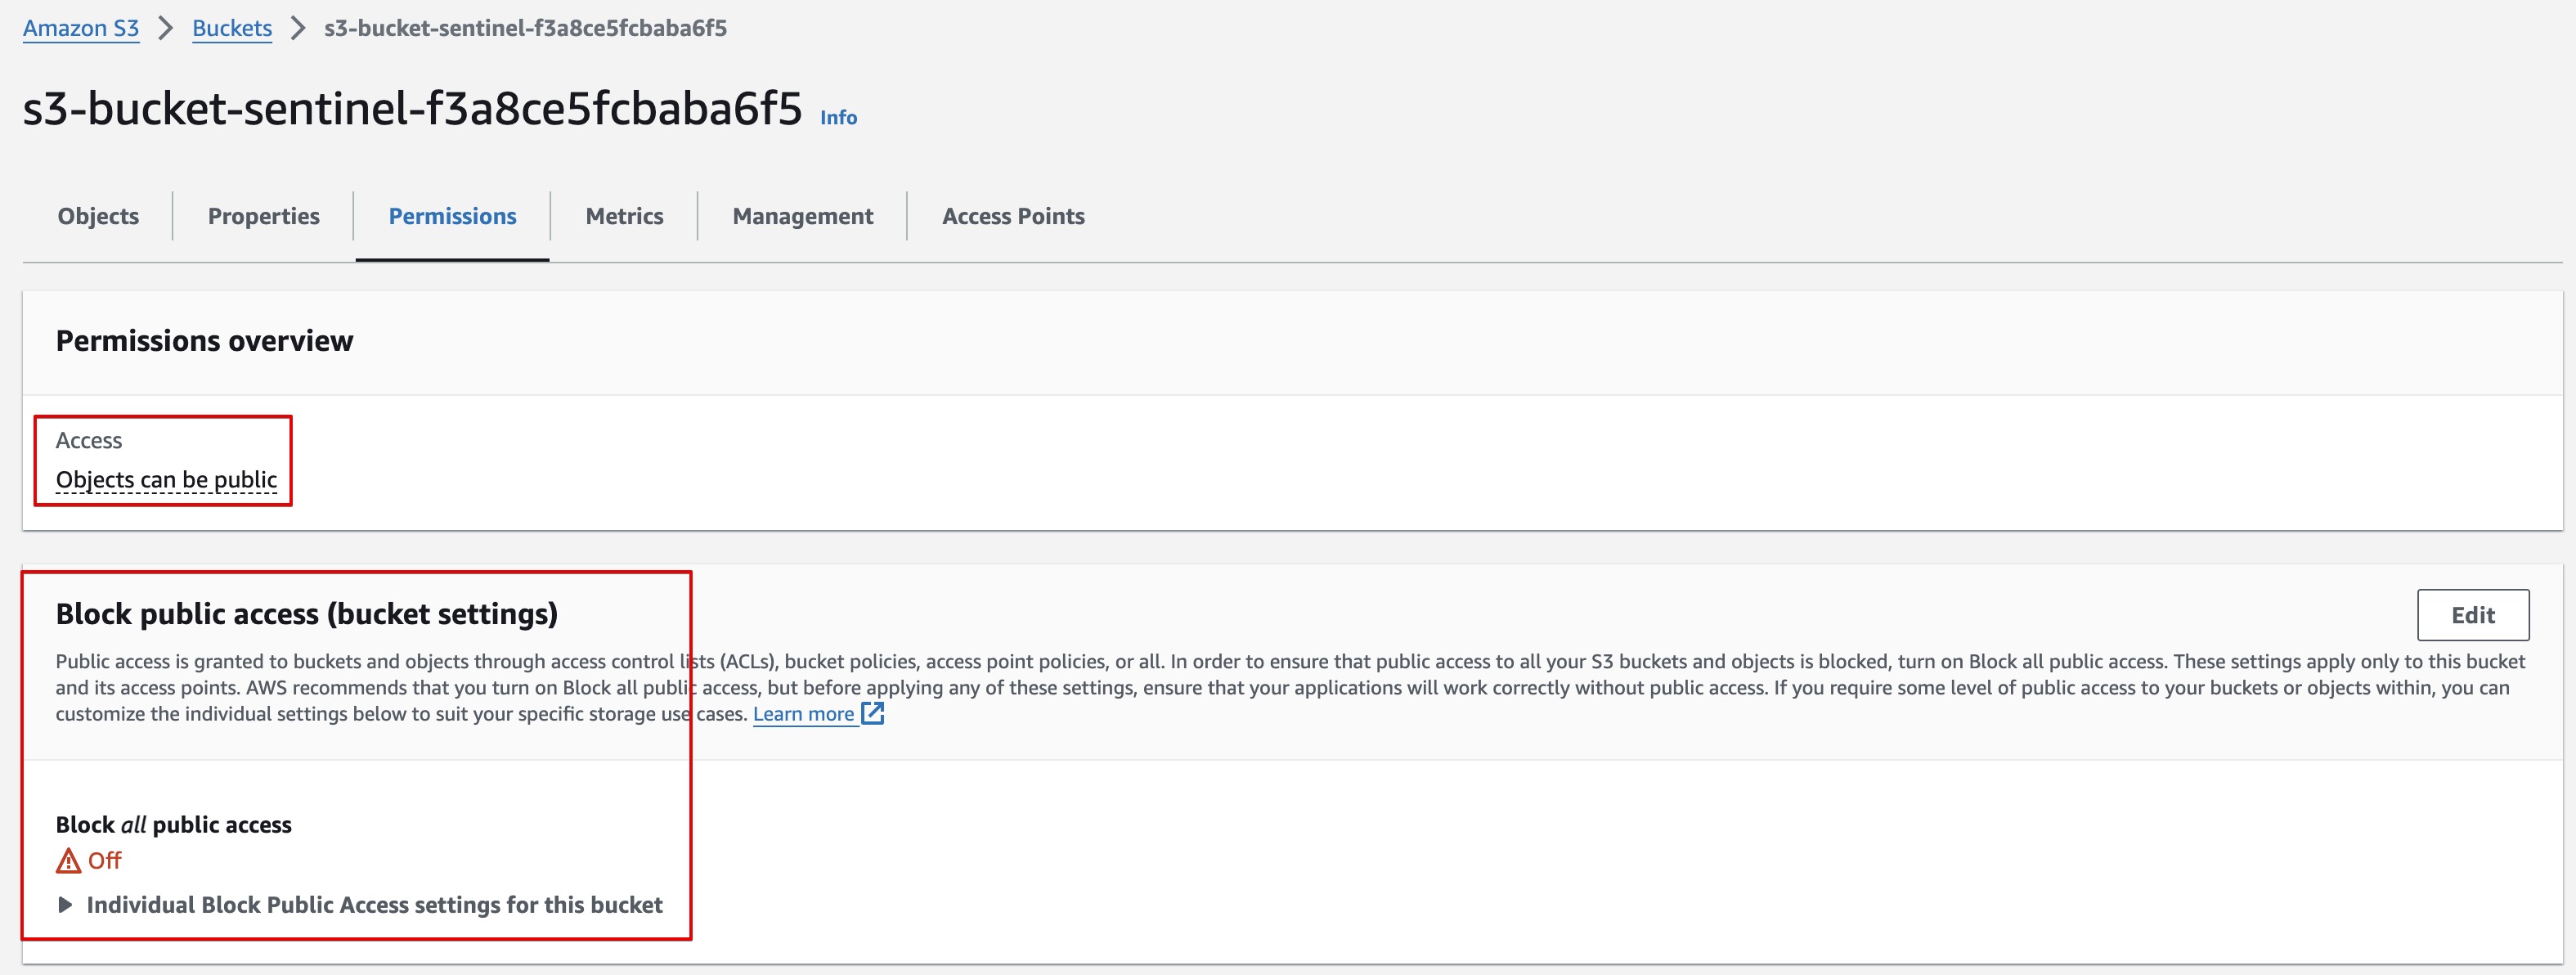 Amazon S3 > Buckets > s3-bucket-sentinel-f3a8ce5fcbaba6f5
s3-bucket-sentinel-f3a8ce5fcbaba6f5 Info
Objects Properties Permissions Metrics Management Access Points
Permissions overview
Access
Objects can be public
Block public access (bucket settings) Edit
Public access is granted to buckets and objects through access control lists (ACLs), bucket policies, access point policies, or all. In order to ensure that public access to all your S3 buckets and objects is blocked, turn on Block all public access. These settings apply only to this bucket
and its access points. AWS recommends that you turn on Block all public access, but before applying any of these settings, ensure that your applications will work correctly without public access. If you require some level of public access to your buckets or objects within, you can
customize the individual settings below to suit your specific storage use cases. Learn more
Block all public access
Off
Individual Block Public Access settings for this bucket